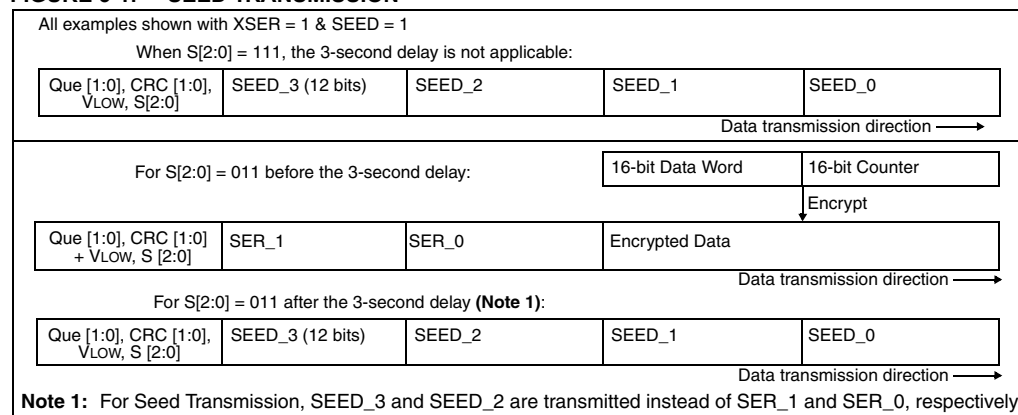 All examples shown with XSER = 1 & SEED = 1
When S[2:0] = 111, the 3-second delay is not applicable:
Que [1:0], CRC [1:0], VLOW, S[2:0]
SEED_3 (12 bits)
SEED_2
SEED_1
SEED_0
Data transmission direction
For S[2:0] = 011 before the 3-second delay:
16-bit Data Word
16-bit Counter
Encrypt
Que [1:0], CRC [1:0]
+ VLOW, S [2:0]
SER_1
SER_0
Encrypted Data
Data transmission direction
For S[2:0] = 011 after the 3-second delay (Note 1):
Que [1:0], CRC [1:0],
VLOW, S [2:0]
SEED_3 (12 bits)
SEED_2
SEED_1
SEED_0
Data transmission direction
Note 1: For Seed Transmission, SEED_3 and SEED_2 are transmitted instead of SER_1 and SER_0, respectively